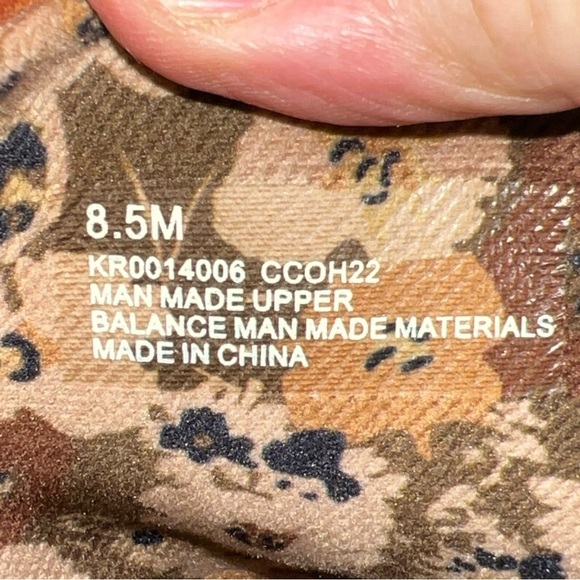 8.5M
KR0014006 CCOH22
MAN MADE UPPER
BALANCE MAN MADE MATERIALS
MADE IN CHINA